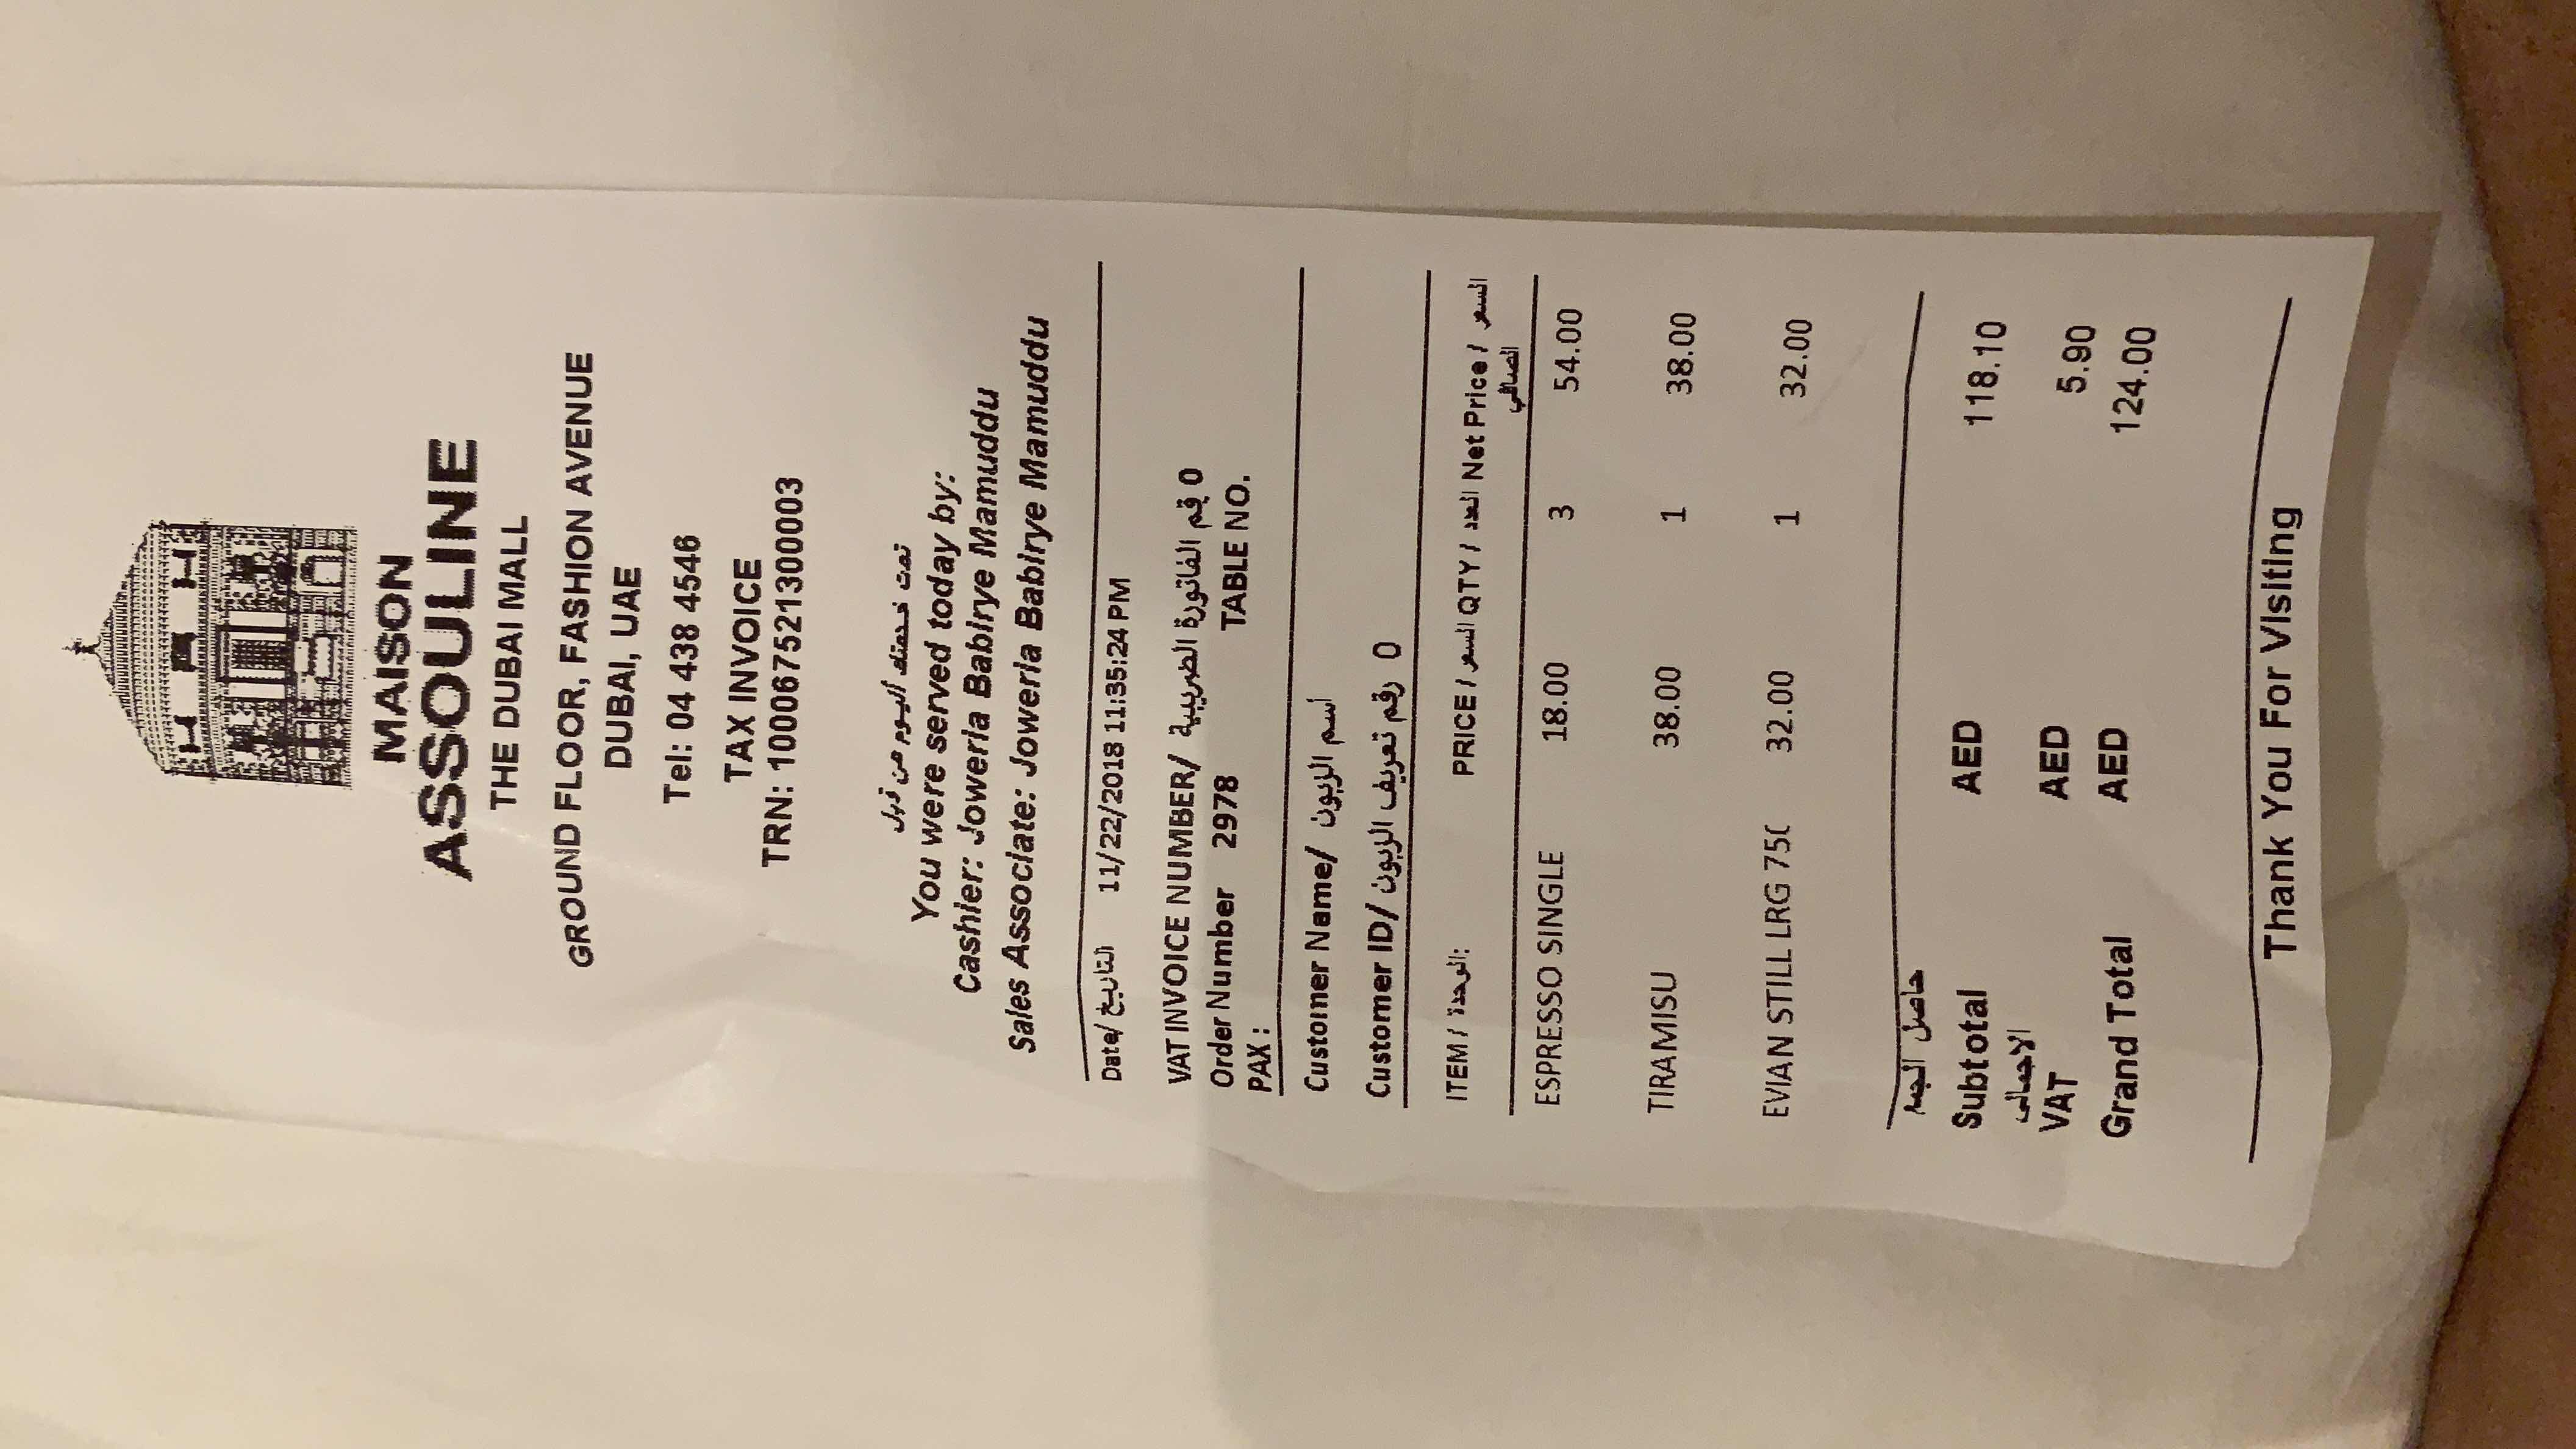 MAISON
ASSOULINE
THE DUBAI MALL
GROUND FLOOR, FASHION AVENUE
DUBAI, UAE
Tel: 04 438 4546
TAX INVOICE
TRN: 100067521300003
تمت خدمتك أليوم من قبل
You were served today by:
Cashier: Joweria Babirye Mamuddu
Sales Associate: Joweria Babirye Mamuddu
Date/ التاريخ 11/22/2018 11:35:24 PM
VAT INVOICE NUMBER/ قم الفاتورة الضريبية 0
Order Number 2978 TABLE NO.
PAX :
Customer Name/ أسم الزبون
Customer ID/ رقم تعريف الزبون 0
ITEM / الوحدة: PRICE / السعر QTY / العدد Net Price / السعر
الصافي
ESPRESSO SINGLE 18.00 3 54.00
TIRAMISU 38.00 1 38.00
EVIAN STILL LRG 750 32.00 1 32.00
حاصل الجمع
Subtotal AED 118.10
الاجمالى
VAT AED 5.90
Grand Total AED 124.00
Thank You For Visiting